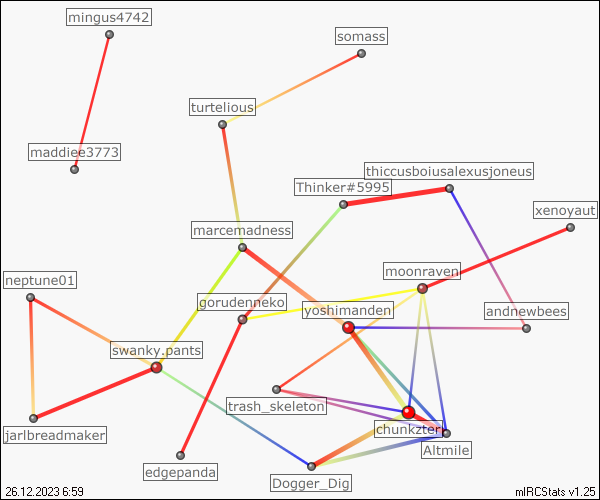 mingus4742
somass
turtelious
maddiee3773
thiccusboiusalexusjoneus
Thinker#5995
xenoyaut
marcemadness
moonraven
neptune01
gorudenneko
yoshimanden
andnewbees
swanky.pants
trash_skeleton
chunkzter
jarlbreadmaker
Altmile
edgepanda
Dogger_Dig
26.12.2023 6:59
mIRCStats v1.25